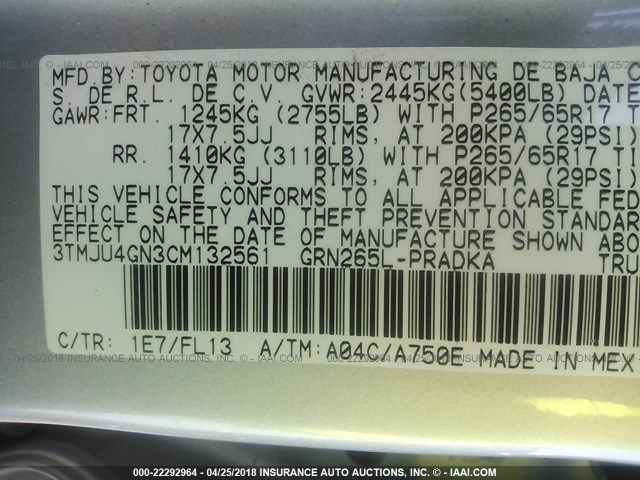 MFD.BY:TOYOTA MOTOR MANUFACTURING DE BAJA C
S. DE R.L. DE C.V. GVWR:2445KG(5400LB) DATE
GAWR:FRT. 1245KG (2755LB) WITH P265/65R17 TI
17X7.5JJ RIMS, AT 200KPA (29PSI)
RR. 1410KG (3110LB) WITH P265/65R17 TI
17X7.5JJ RIMS, AT 200KPA (29PSI)
THIS VEHICLE CONFORMS TO ALL APPLICABLE FED
VEHICLE SAFETY AND THEFT PREVENTION STANDAR
EFFECT ON THE DATE OF MANUFACTURE SHOWN ABO
3TMJU4GN3CM132561 GRN265L-PRADKA TRU
C/TR: 1E7/FL13 A/TM:A04C/A750E MADE IN MEX
000-22292964 - 04/25/2018 INSURANCE AUTO AUCTIONS, INC. - © IAAI.COM